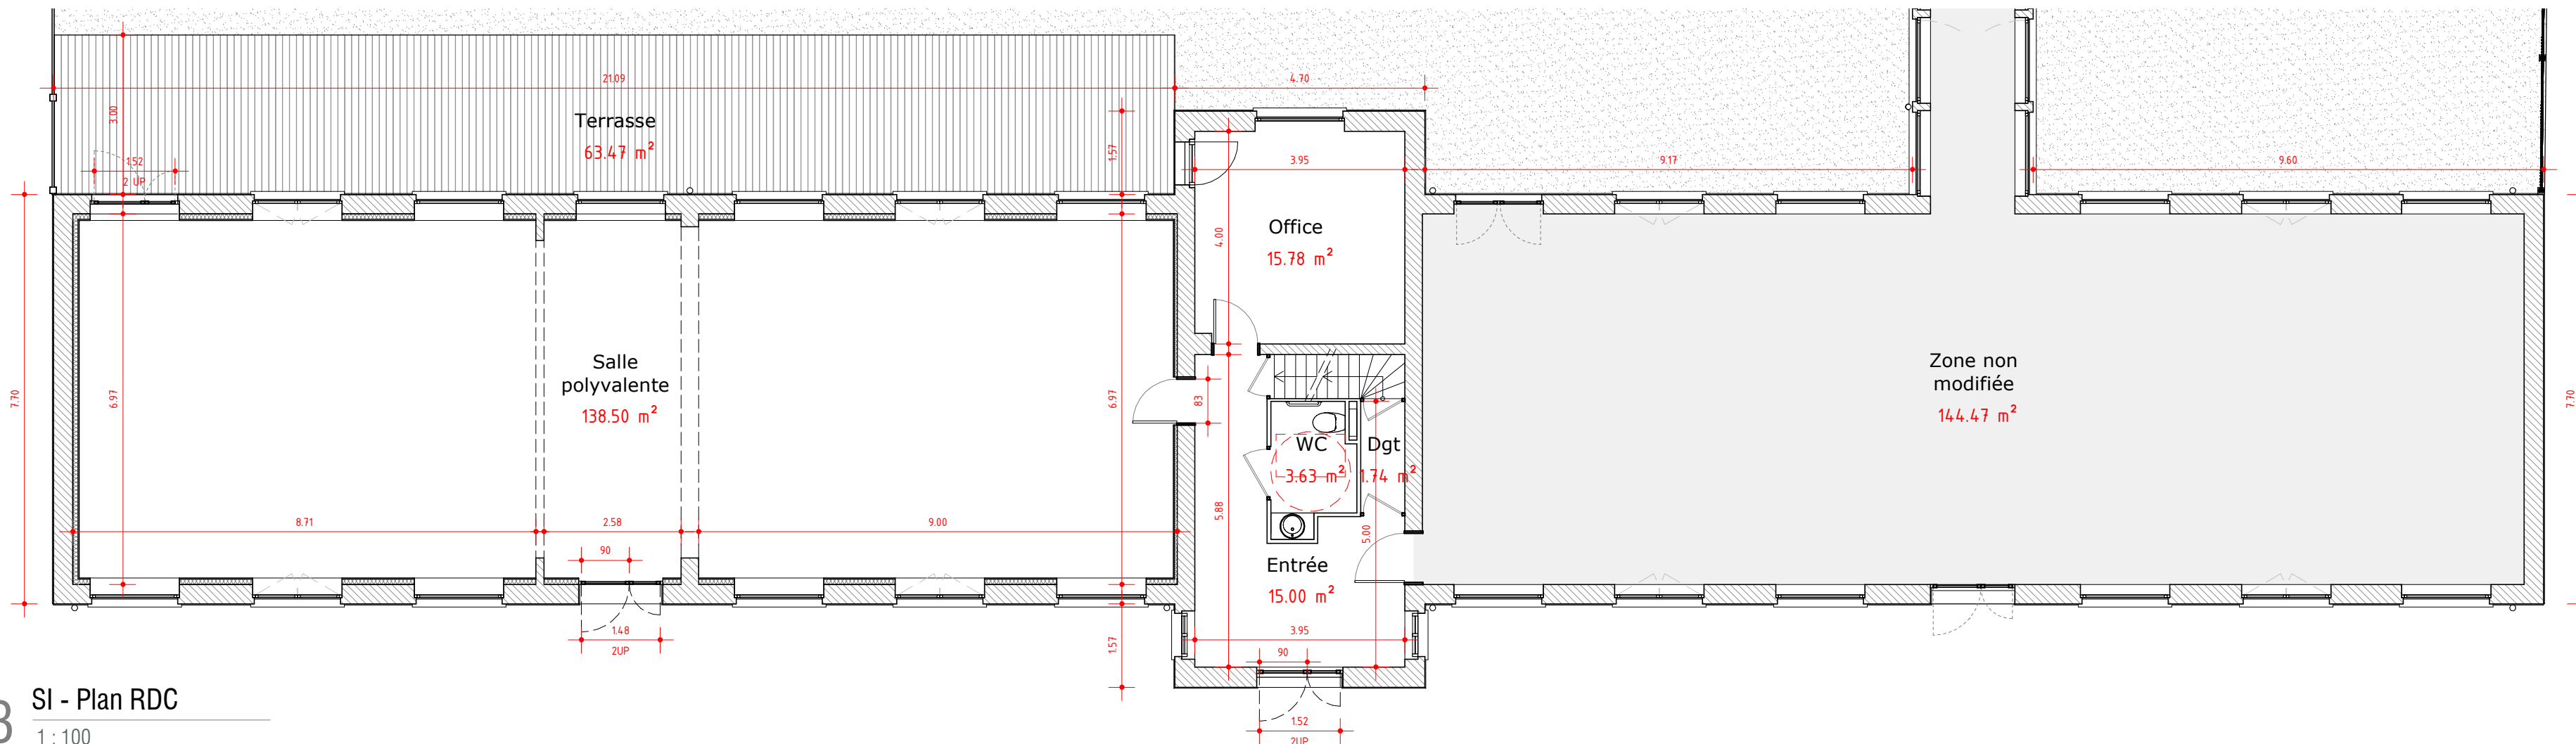 21.09
4.70
3.00
Terrasse
63.47 m²
1.52
2 UP
1.57
3.95
9.17
9.60
Office
15.78 m²
4.00
Salle
polyvalente
138.50 m²
Zone non
modifiée
144.47 m²
7.70
6.97
6.97
83
7.70
WC
3.63 m²
Dgt
1.74 m²
8.71
2.58
9.00
5.88
5.00
90
Entrée
15.00 m²
1.48
2UP
1.57
3.95
90
1.52
2UP
3
SI - Plan RDC
1 : 100